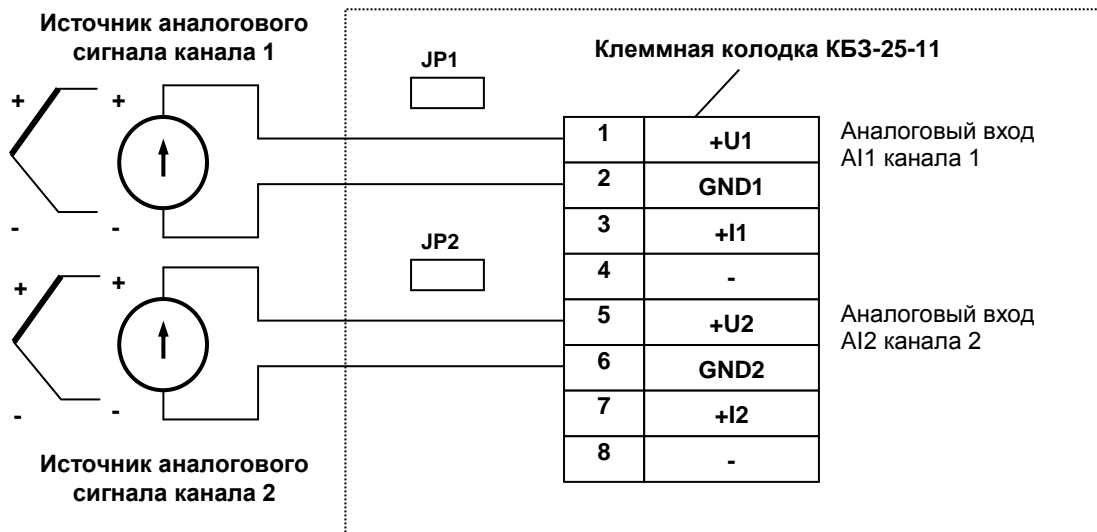 Источник аналогового
сигнала канала 1
JP1
Клеммная колодка КБЗ-25-11
+ +
- -
1 +U1
2 GND1
3 +I1
4 -
5 +U2
6 GND2
7 +I2
8 -
Аналоговый вход
AI1 канала 1
JP2
+ +
- -
Аналоговый вход
AI2 канала 2
Источник аналогового
сигнала канала 2